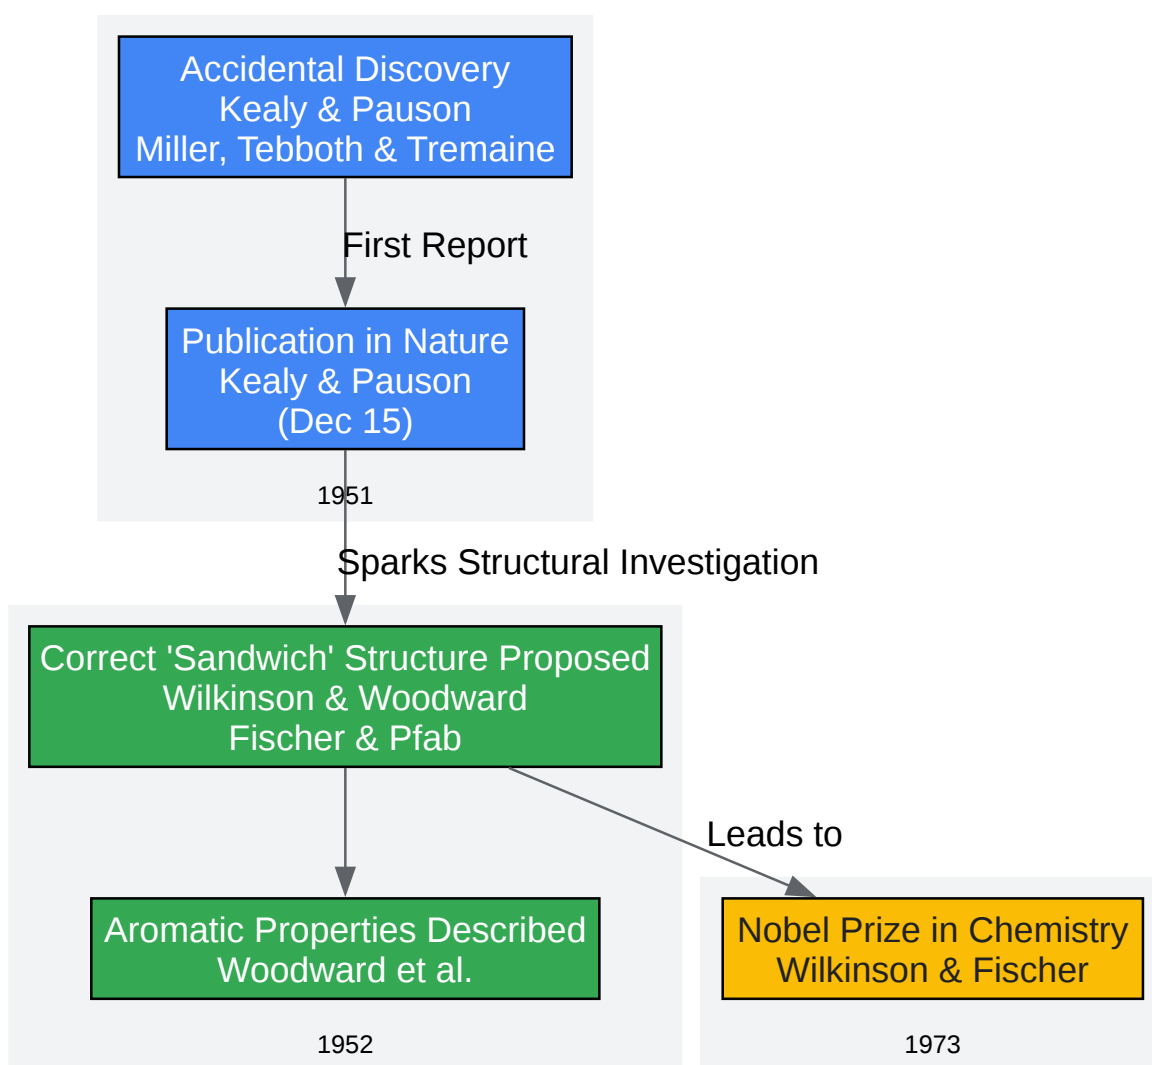 Accidental Discovery
Kealy & Pauson
Miller, Tebboth & Tremaine
First Report
Publication in Nature
Kealy & Pauson
(Dec 15)
1951
Sparks Structural Investigation
Correct 'Sandwich' Structure Proposed
Wilkinson & Woodward
Fischer & Pfab
Leads to
Aromatic Properties Described
Woodward et al.
1952
Nobel Prize in Chemistry
Wilkinson & Fischer
1973